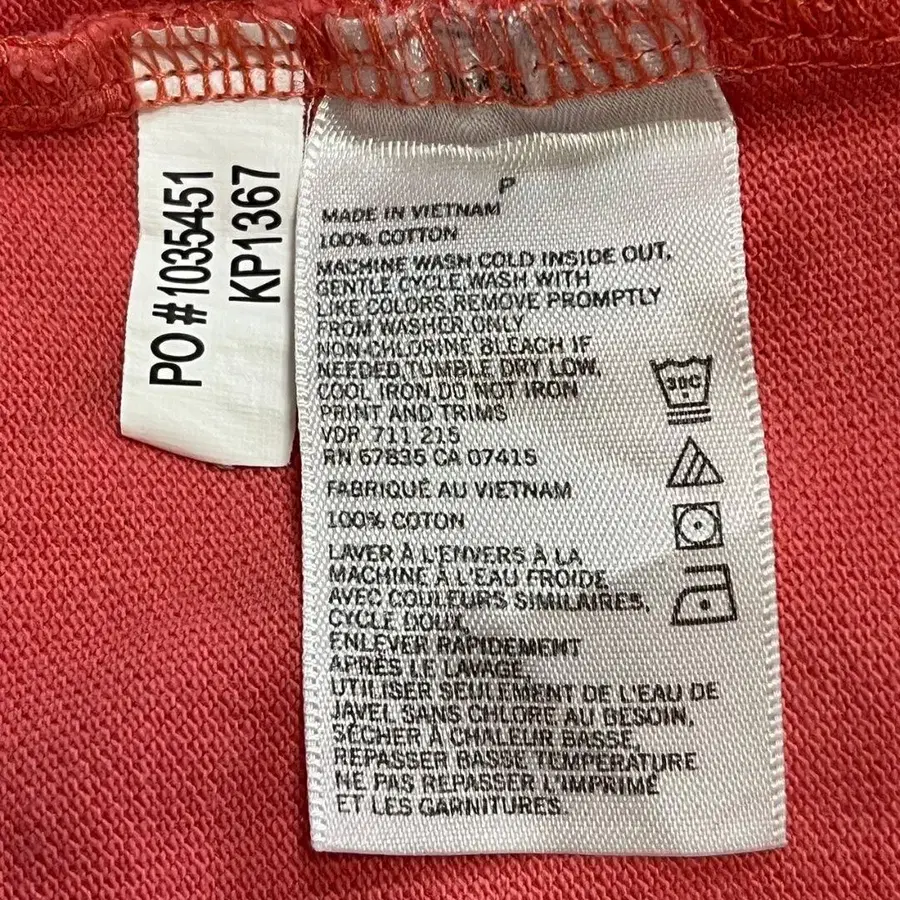 PO#1035451
KP1367
P
MADE IN VIETNAM
100% COTTON
MACHINE WASH COLD INSIDE OUT,
GENTLE CYCLE,WASH WITH
LIKE COLORS,REMOVE PROMPTLY
FROM WASHER,ONLY
NON-CHLORINE BLEACH IF
NEEDED,TUMBLE DRY LOW,
COOL IRON,DO NOT IRON
PRINT AND TRIMS
VDR 711 215
RN 67835 CA 07415
FABRIQUÉ AU VIETNAM
100% COTON
LAVER À L'ENVERS À LA
MACHINE À L'EAU FROIDE
AVEC COULEURS SIMILAIRES,
CYCLE DOUX,
ENLEVER RAPIDEMENT
APRÈS LE LAVAGE,
UTILISER SEULEMENT DE L'EAU DE
JAVEL SANS CHLORE AU BESOIN,
SÉCHER À CHALEUR BASSE,
REPASSER BASSE TEMPÉRATURE
NE PAS REPASSER L'IMPRIMÉ
ET LES GARNITURES.
30C